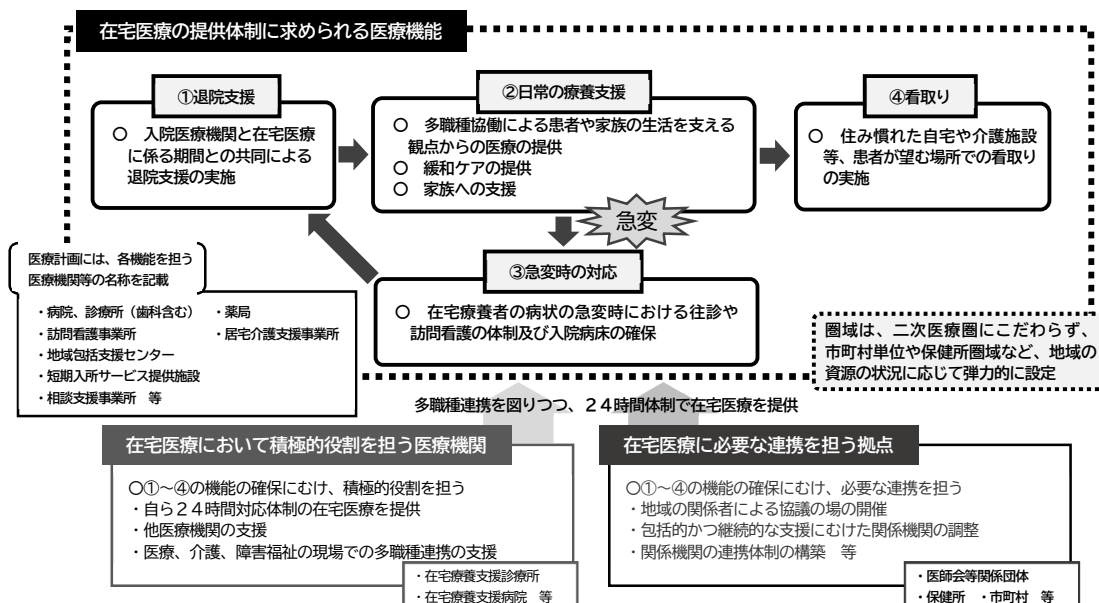 在宅医療の提供体制に求められる医療機能
①退院支援
○　入院医療機関と在宅医療
に係る期間との共同による
退院支援の実施
②日常の療養支援
○　多職種協働による患者や家族の生活を支える
観点からの医療の提供
○　緩和ケアの提供
○　家族への支援
④看取り
○　住み慣れた自宅や介護施設
等、患者が望む場所での看取り
の実施
急変
③急変時の対応
○　在宅療養者の病状の急変時における往診や
訪問看護の体制及び入院病床の確保
医療計画には、各機能を担う
医療機関等の名称を記載
・病院、診療所（歯科含む）　・薬局
・訪問看護事業所　・居宅介護支援事業所
・地域包括支援センター
・短期入所サービス提供施設
・相談支援事業所　等
圏域は、二次医療圏にこだわらず、
市町村単位や保健所圏域など、地域の
資源の状況に応じて弾力的に設定
多職種連携を図りつつ、２４時間体制で在宅医療を提供
在宅医療において積極的役割を担う医療機関
○①～④の機能の確保にむけ、積極的役割を担う
・自ら２４時間対応体制の在宅医療を提供
・他医療機関の支援
・医療、介護、障害福祉の現場での多職種連携の支援
・在宅療養支援診療所
・在宅療養支援病院　等
在宅医療に必要な連携を担う拠点
○①～④の機能の確保にむけ、必要な連携を担う
・地域の関係者による協議の場の開催
・包括的かつ継続的な支援にむけた関係機関の調整
・関係機関の連携体制の構築　等
・医師会等関係団体
・保健所　・市町村　等